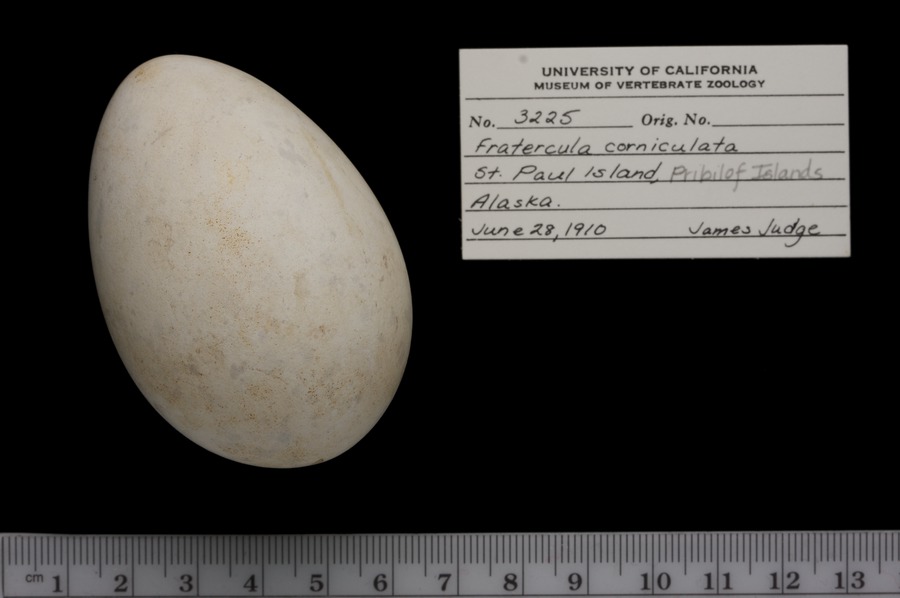 UNIVERSITY OF CALIFORNIA
MUSEUM OF VERTEBRATE ZOOLOGY
No. 3225 Orig. No.
Fratercula corniculata
St. Paul Island, Pribilof Islands
Alaska.
June 28, 1910 James Judge
cm 1 2 3 4 5 6 7 8 9 10 11 12 13